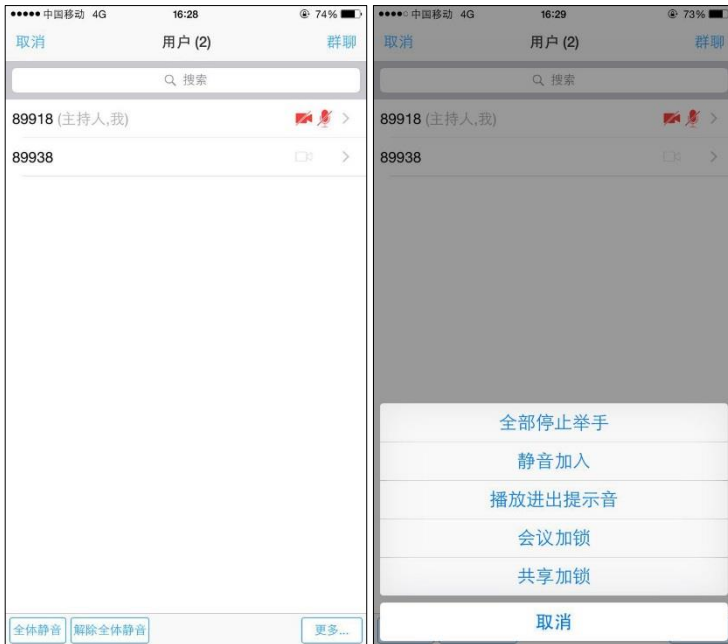 中国移动 4G 16:28 74%
取消 用户 (2) 群聊
搜索
89918 (主持人,我)
89938
全体静音 解除全体静音 更多...
中国移动 4G 16:29 73%
取消 用户 (2) 群聊
搜索
89918 (主持人,我)
89938
全部停止举手
静音加入
播放进出提示音
会议加锁
共享加锁
取消